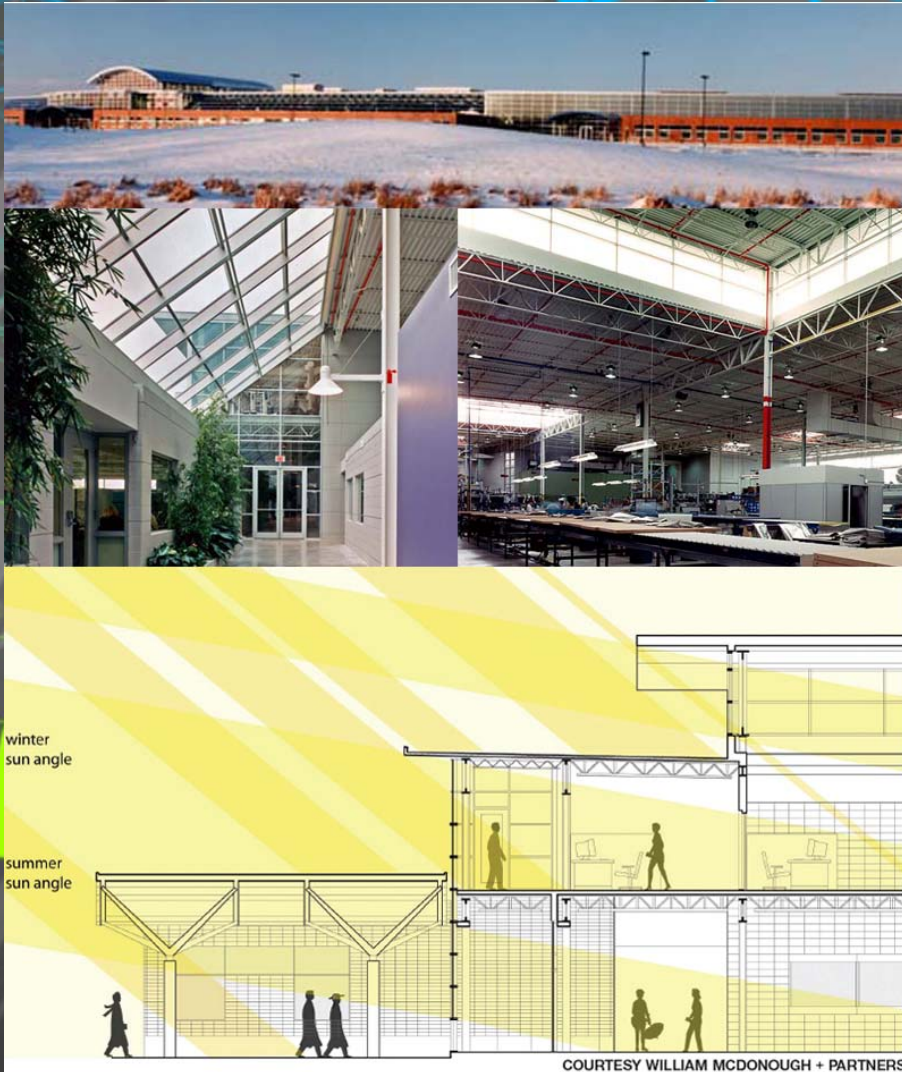 winter
sun angle
summer
sun angle
COURTESY WILLIAM MCDONOUGH + PARTNERS